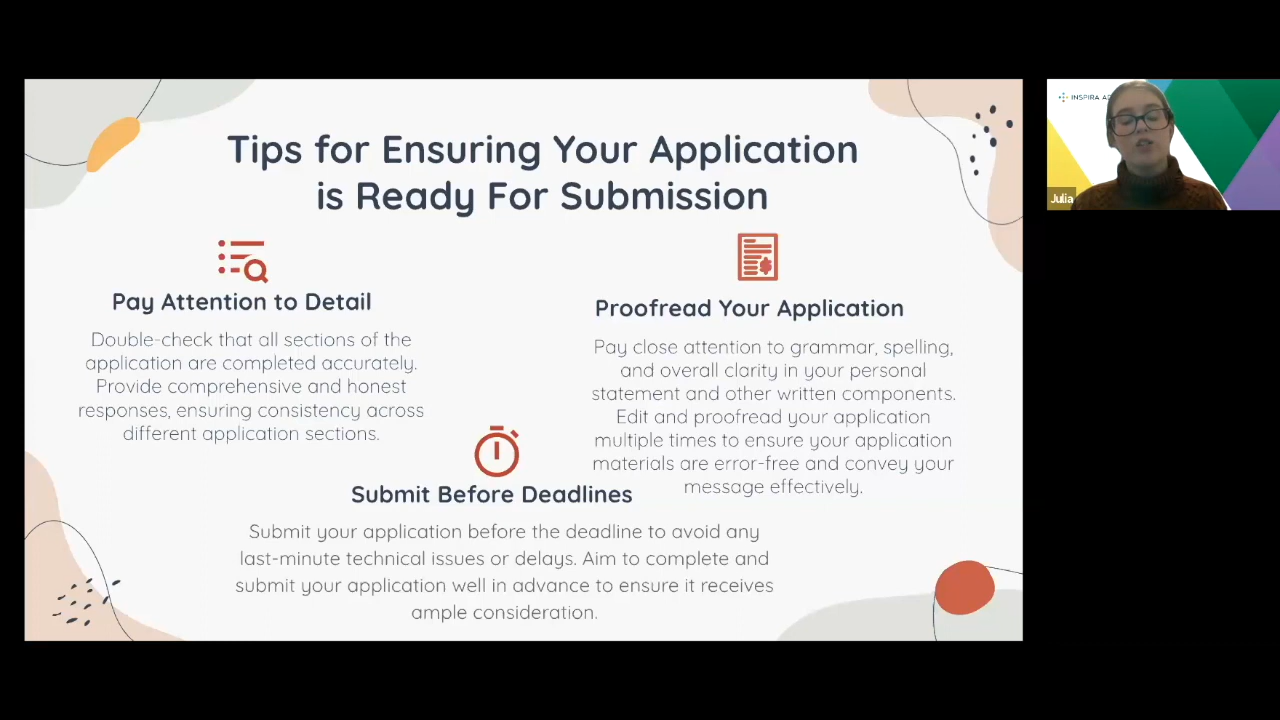 Tips for Ensuring Your Application
is Ready For Submission
Pay Attention to Detail
Double-check that all sections of the
application are completed accurately.
Provide comprehensive and honest
responses, ensuring consistency across
different application sections.
Proofread Your Application
Pay close attention to grammar, spelling,
and overall clarity in your personal
statement and other written components.
Edit and proofread your application
multiple times to ensure your application
materials are error-free and convey your
message effectively.
Submit Before Deadlines
Submit your application before the deadline to avoid any
last-minute technical issues or delays. Aim to complete and
submit your application well in advance to ensure it receives
ample consideration.
INSPIRA
Julia